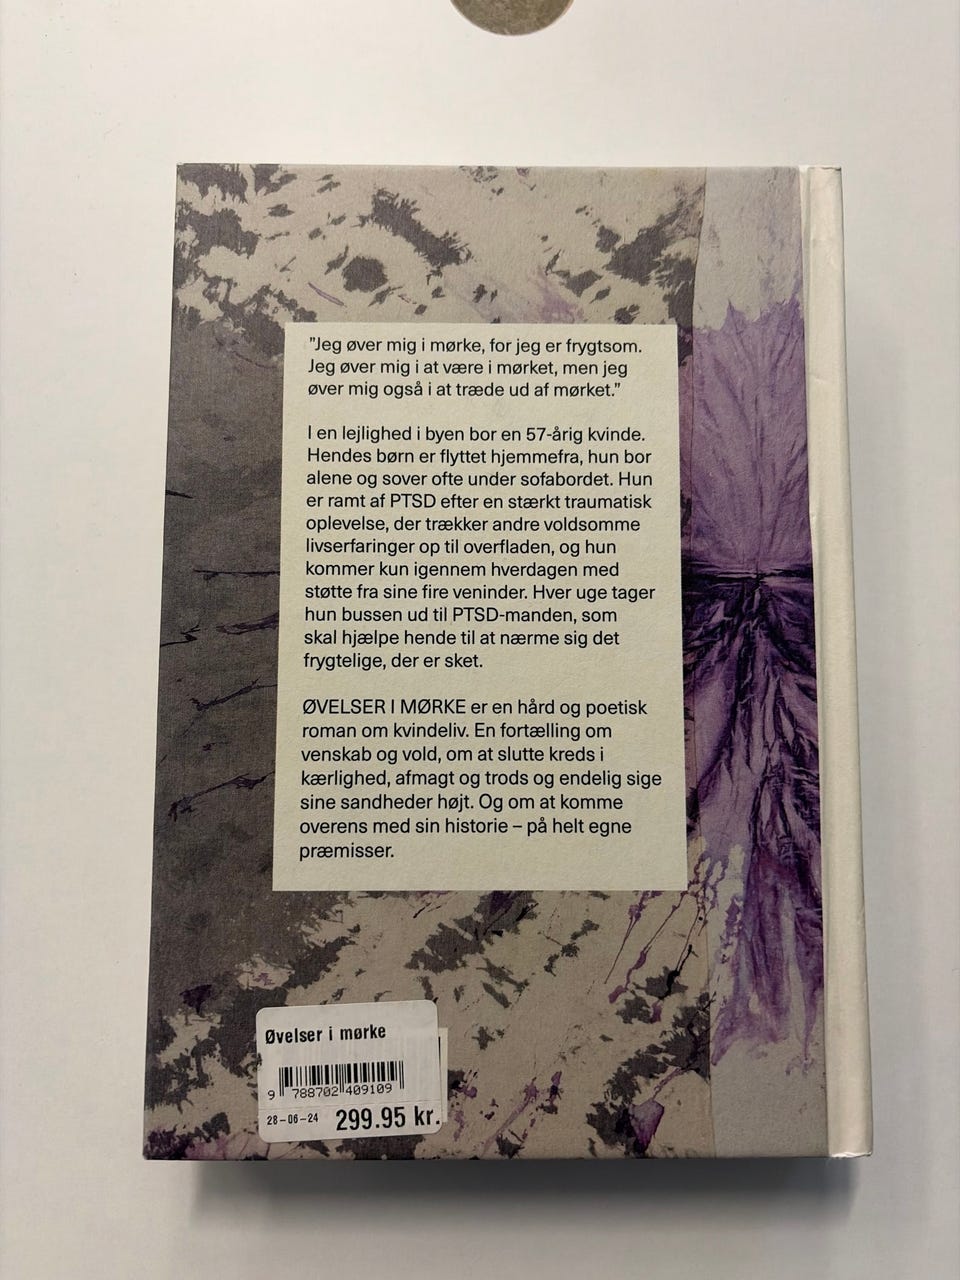 "Jeg øver mig i mørke, for jeg er frygtsom.
Jeg øver mig i at være i mørket, men jeg
øver mig også i at træde ud af mørket."
I en lejlighed i byen bor en 57-årig kvinde.
Hendes børn er flyttet hjemmefra, hun bor
alene og sover ofte under sofabordet. Hun
er ramt af PTSD efter en stærkt traumatisk
oplevelse, der trækker andre voldsomme
livserfaringer op til overfladen, og hun
kommer kun igennem hverdagen med
støtte fra sine fire veninder. Hver uge tager
hun bussen ud til PTSD-manden, som
skal hjælpe hende til at nærme sig det
frygtelige, der er sket.
ØVELSER I MØRKE er en hård og poetisk
roman om kvindeliv. En fortælling om
venskab og vold, om at slutte kreds i
kærlighed, afmagt og trods og endelig sige
sine sandheder højt. Og om at komme
overens med sin historie – på helt egne
præmisser.
Øvelser i mørke
9 788702 409109
28-06-24 299.95 kr.